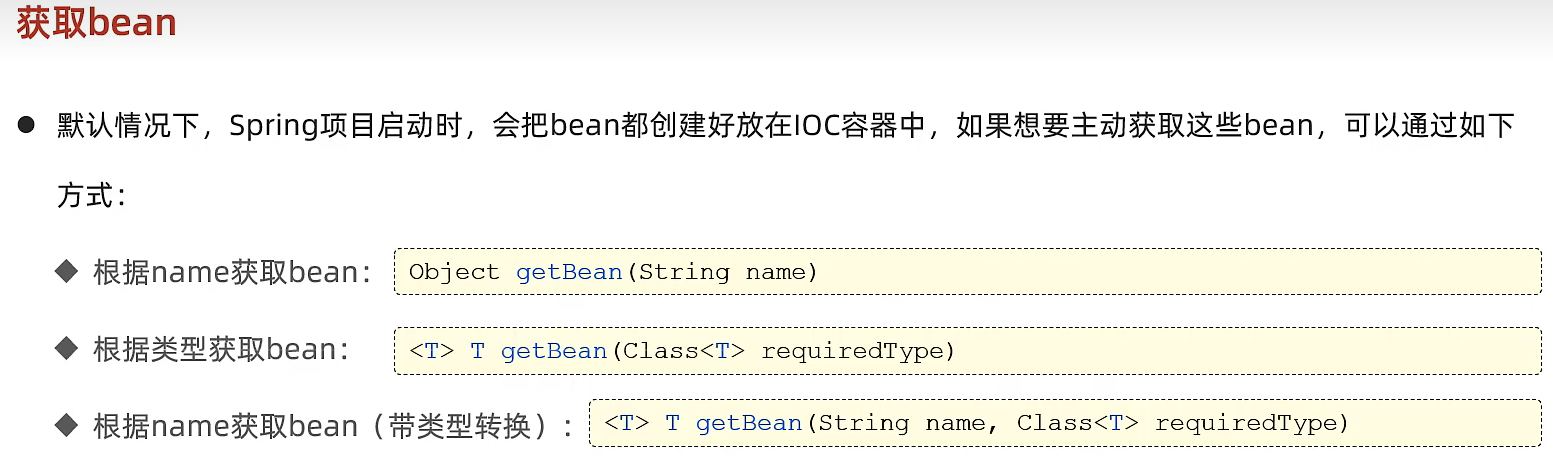 获取bean
● 默认情况下，Spring项目启动时，会把bean都创建好放在IOC容器中，如果想要主动获取这些bean，可以通过如下
方式：
◆ 根据name获取bean： Object getBean(String name)
◆ 根据类型获取bean： <T> T getBean(Class<T> requiredType)
◆ 根据name获取bean（带类型转换）： <T> T getBean(String name, Class<T> requiredType)